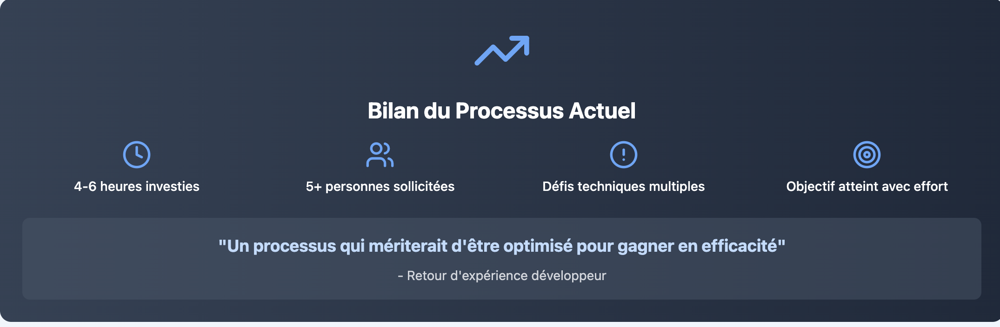 Bilan du Processus Actuel
4-6 heures investies
5+ personnes sollicitées
Défis techniques multiples
Objectif atteint avec effort
"Un processus qui mériterait d'être optimisé pour gagner en efficacité"
- Retour d'expérience développeur